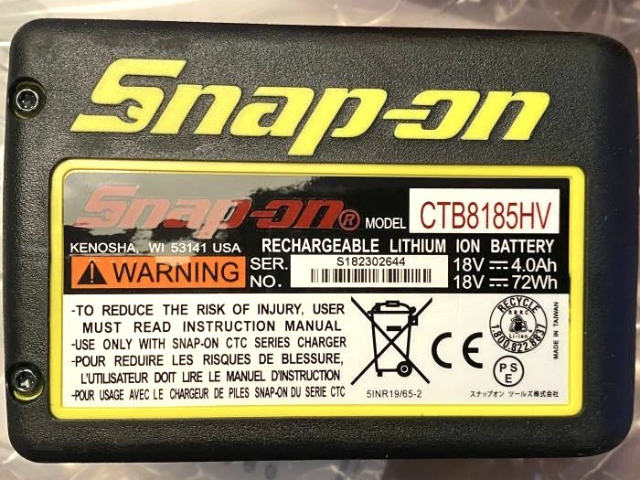 Snap-on
Snap-on® MODEL CTB8185HV
KENOSHA, WI 53141 USA RECHARGEABLE LITHIUM ION BATTERY
WARNING
SER. NO. S182302644
18V 4.0Ah
18V 72Wh
-TO REDUCE THE RISK OF INJURY, USER
MUST READ INSTRUCTION MANUAL
-USE ONLY WITH SNAP-ON CTC SERIES CHARGER
-POUR REDUIRE LES RISQUES DE BLESSURE,
L'UTILISATEUR DOIT LIRE LE MANUEL D'INSTRUCTION
-POUR USAGE AVEC LE CHARGEUR DE PILES SNAP-ON DU SERIE CTC
5INR19/65-2
CE
RECYCLE
RBRC
Li-ion
1.800.822.8837
PSE
MADE IN TAIWAN
スナップオン ツールズ株式会社